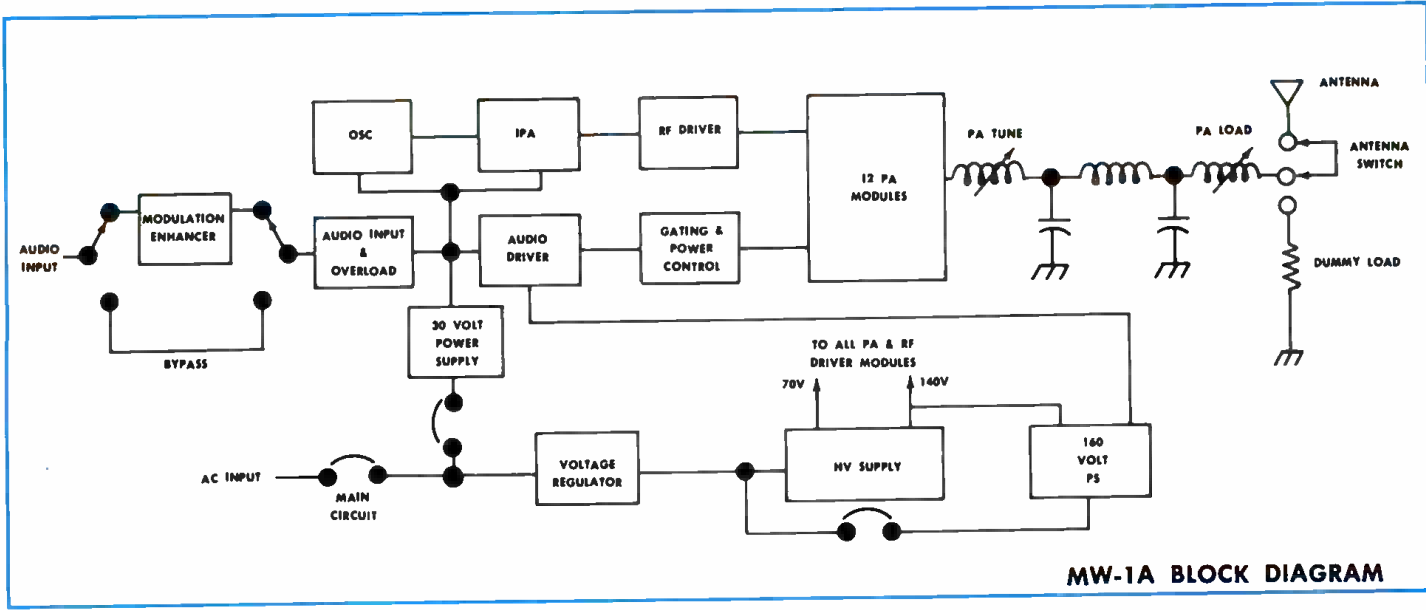 OSC
IPA
RF DRIVER
12 PA
MODULES
PA TUNE
PA LOAD
ANTENNA
ANTENNA
SWITCH
AUDIO
INPUT
MODULATION
ENHANCER
BYPASS
AUDIO INPUT
&
OVERLOAD
AUDIO
DRIVER
GATING &
POWER
CONTROL
DUMMY LOAD
30 VOLT
POWER
SUPPLY
TO ALL PA & RF
DRIVER MODULES
70V
140V
AC INPUT
MAIN
CIRCUIT
VOLTAGE
REGULATOR
HV SUPPLY
160
VOLT
PS
MW-1A BLOCK DIAGRAM